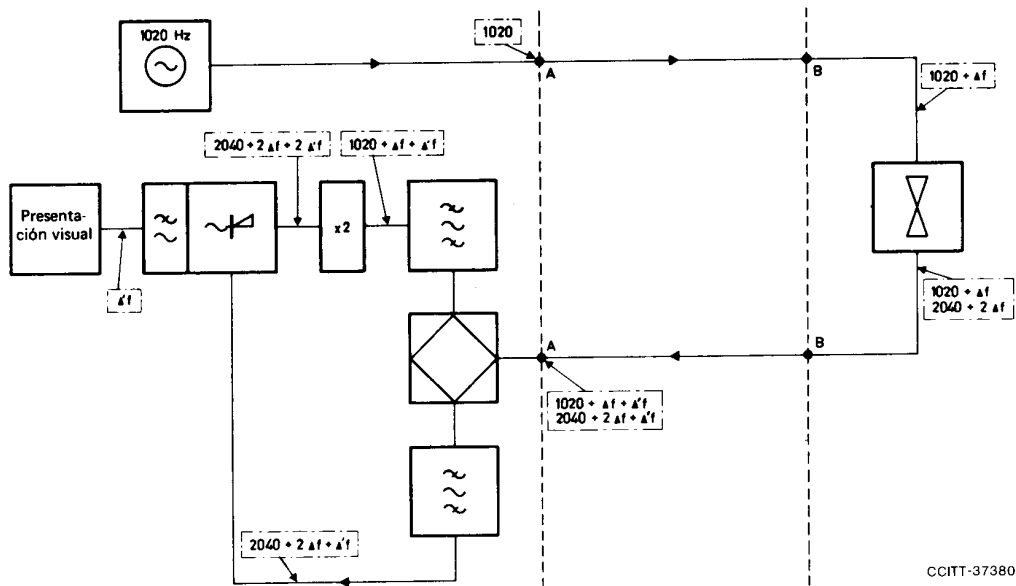 1020 Hz
1020
A
B
1020 + Δf
2040 + 2 Δf + 2 Δ'f
1020 + Δf + Δ'f
Presenta-
ción visual
x 2
Δ'f
1020 + Δf
2040 + 2 Δf
A
B
1020 + Δf + Δ'f
2040 + 2 Δf + Δ'f
2040 + 2 Δf + Δ'f
CCITT-37380